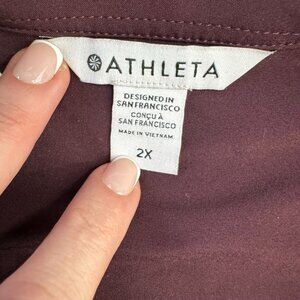 ATHLETA
DESIGNED IN
SAN FRANCISCO
CONÇU À
SAN FRANCISCO
MADE IN VIETNAM
2X